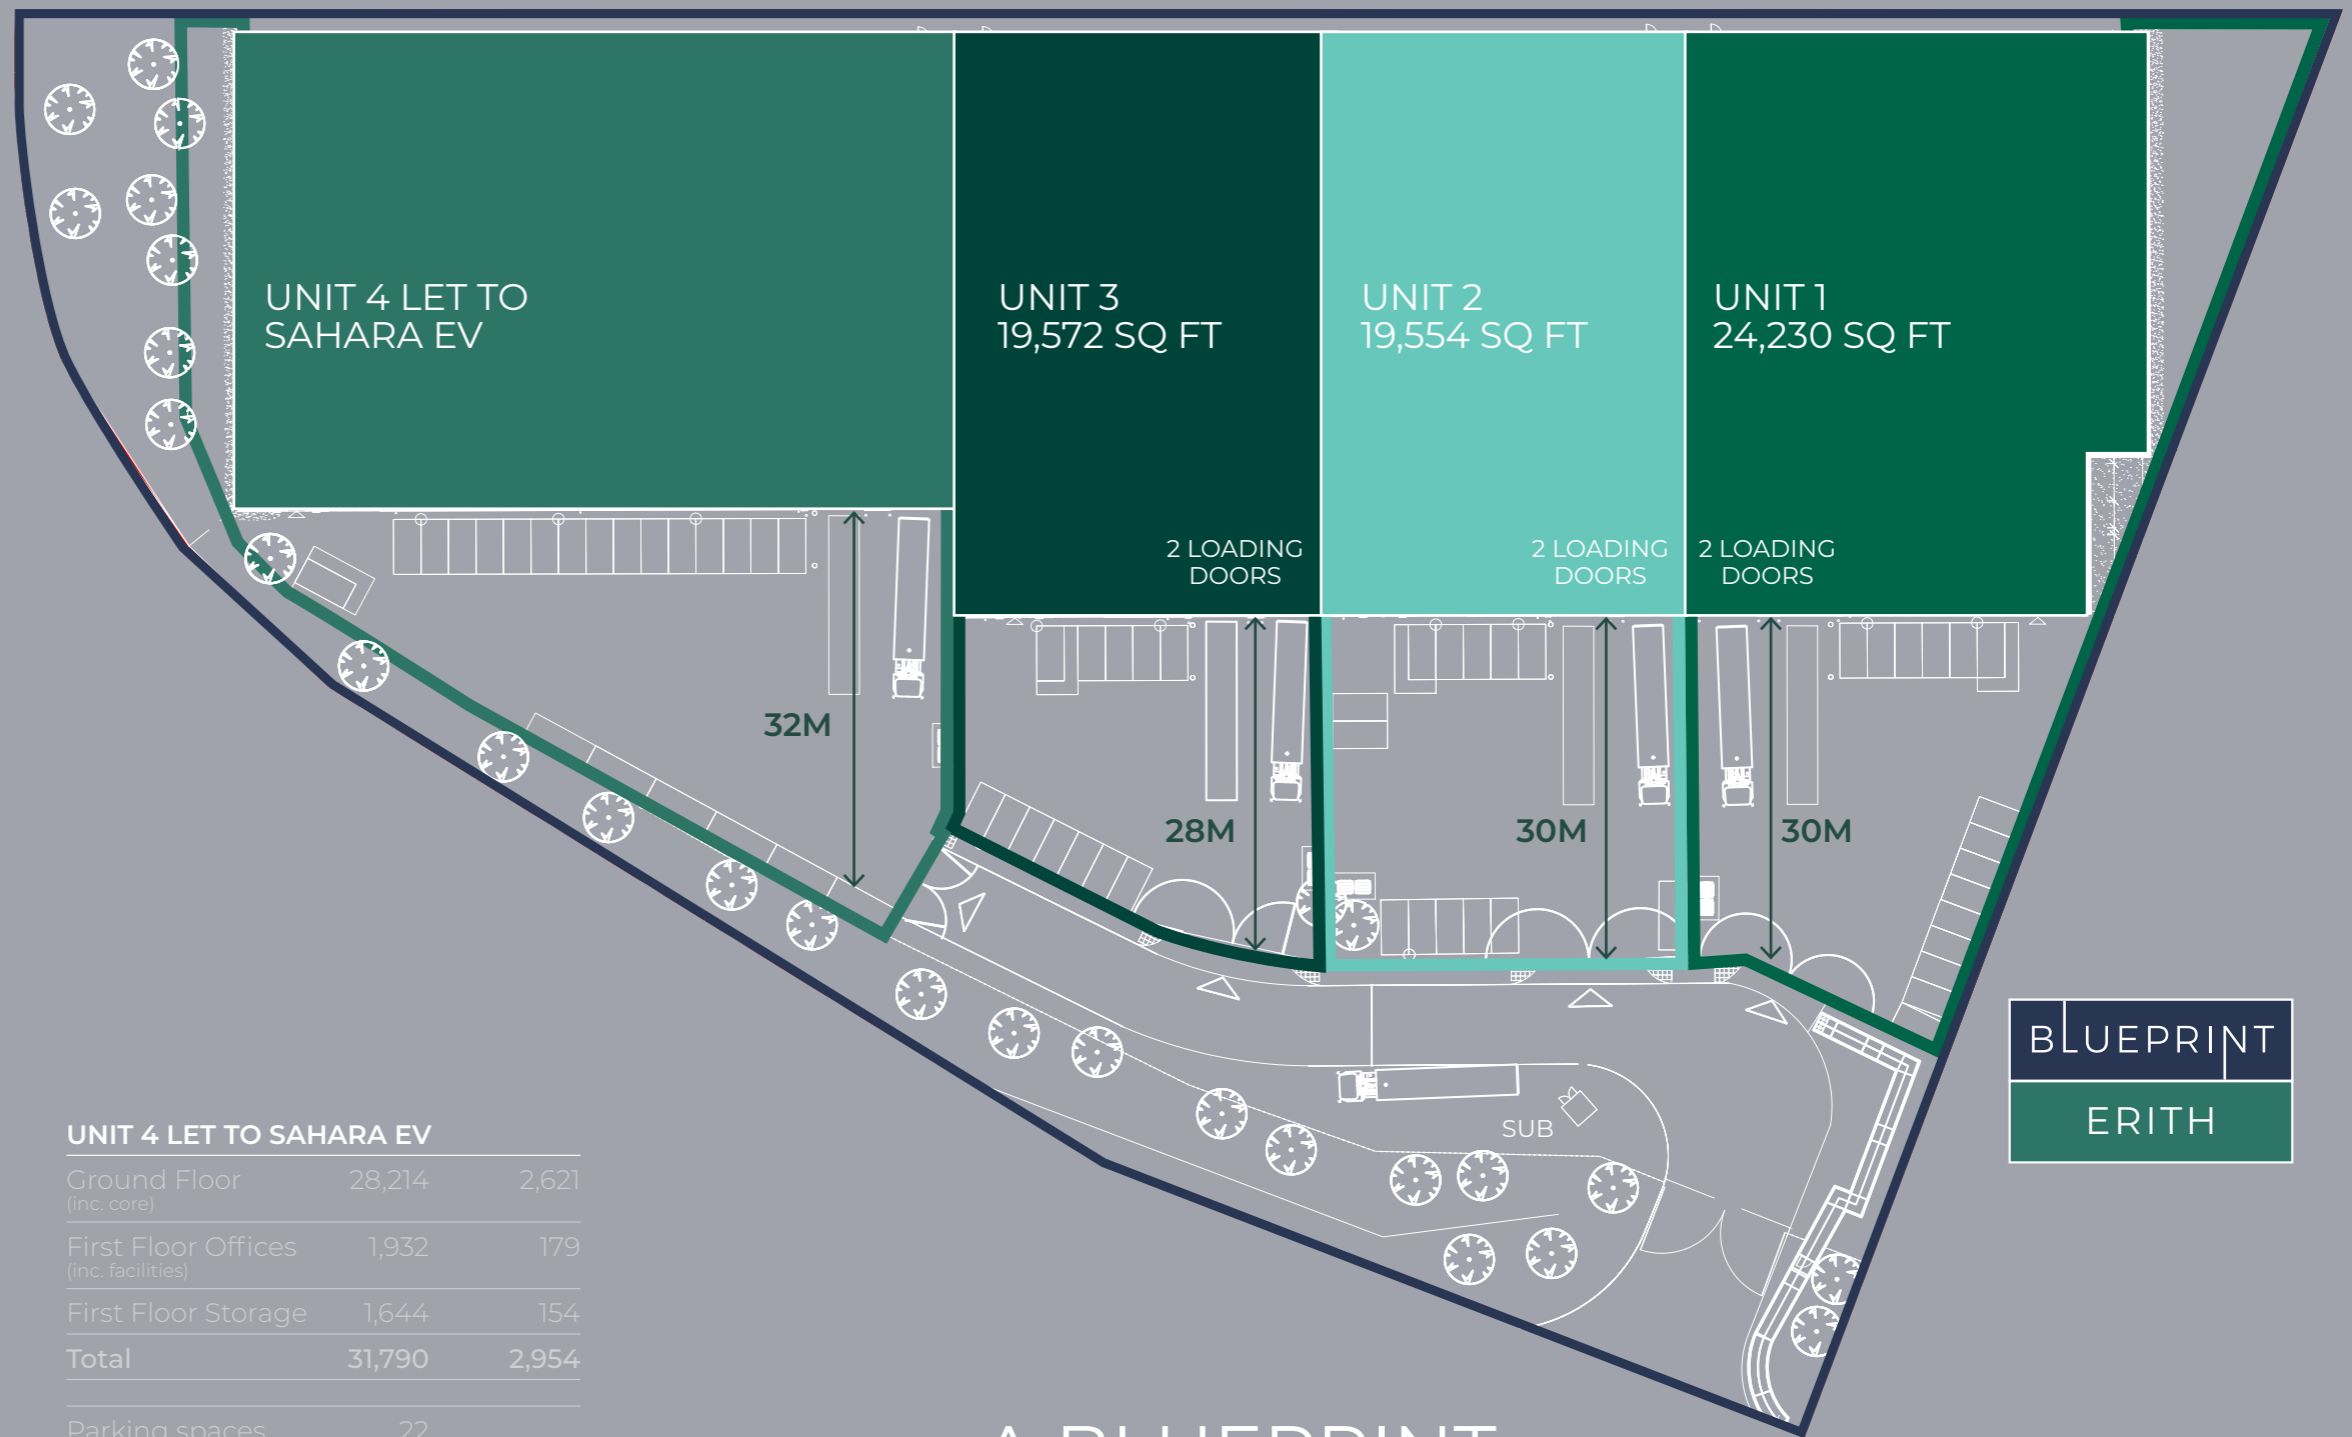 UNIT 4 LET TO
SAHARA EV
UNIT 3
19,572 SQ FT
UNIT 2
19,554 SQ FT
UNIT 1
24,230 SQ FT
2 LOADING
DOORS
2 LOADING
DOORS
2 LOADING
DOORS
32M
28M
30M
30M
SUB
BLUEPRINT
ERITH
UNIT 4 LET TO SAHARA EV
Ground Floor 28,214 2,621
(inc. core)
First Floor Offices 1,932 179
(inc. facilities)
First Floor Storage 1,644 154
Total 31,790 2,954
Parking spaces 22
A BLUEPRINT